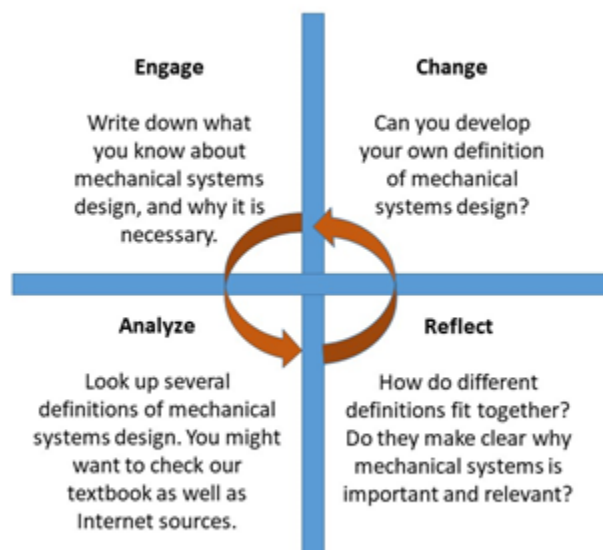 Engage
Write down what
you know about
mechanical systems
design, and why it is
necessary.
Change
Can you develop
your own definition
of mechanical
systems design?
Analyze
Look up several
definitions of mechanical
systems design. You might
want to check our
textbook as well as
Internet sources.
Reflect
How do different
definitions fit together?
Do they make clear why
mechanical systems is
important and relevant?